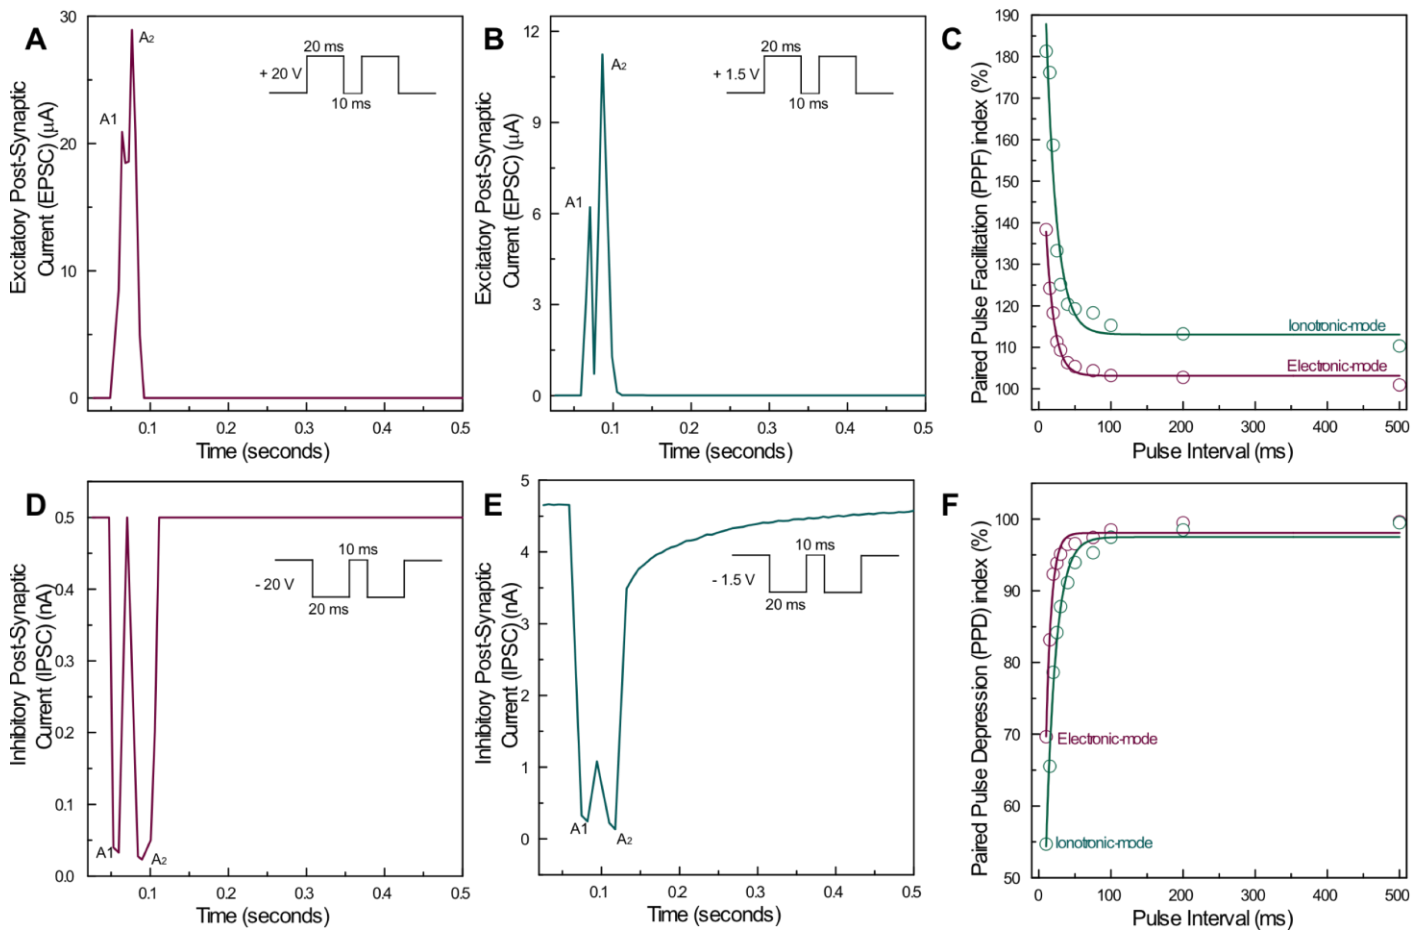 A
Excitatory Post-Synaptic
Current (EPSC) (μA)
30
20
10
0
A1
A2
20 ms
+ 20 V
10 ms
0.1
0.2
0.3
0.4
0.5
Time (seconds)
B
Excitatory Post-Synaptic
Current (EPSC) (μA)
12
9
6
3
0
A1
A2
20 ms
+ 1.5 V
10 ms
0.1
0.2
0.3
0.4
0.5
Time (seconds)
C
Paired Pulse Facilitation (PPF) index (%)
190
180
170
160
150
140
130
120
110
100
Ionotronic-mode
Electronic-mode
0
100
200
300
400
500
Pulse Interval (ms)
D
Inhibitory Post-Synaptic
Current (IPSC) (nA)
0.5
0.4
0.3
0.2
0.1
0.0
A1
A2
10 ms
- 20 V
20 ms
0.1
0.2
0.3
0.4
0.5
Time (seconds)
E
Inhibitory Post-Synaptic
Current (IPSC) (nA)
5
4
3
2
1
0
A1
A2
10 ms
- 1.5 V
20 ms
0.1
0.2
0.3
0.4
0.5
Time (seconds)
F
Paired Pulse Depression (PPD) index (%)
100
90
80
70
60
50
Electronic-mode
Ionotronic-mode
0
100
200
300
400
500
Pulse Interval (ms)